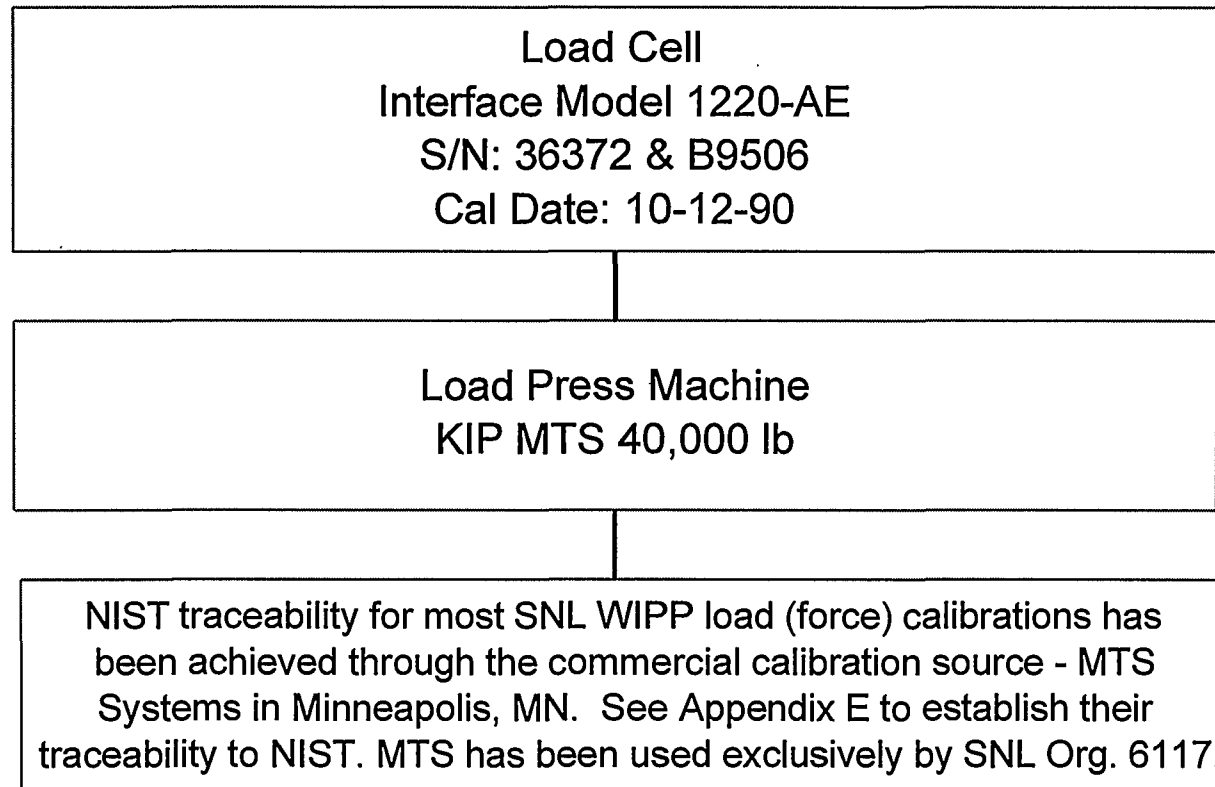 Load Cell
Interface Model 1220-AE
S/N: 36372 & B9506
Cal Date: 10-12-90
Load Press Machine
KIP MTS 40,000 lb
NIST traceability for most SNL WIPP load (force) calibrations has
been achieved through the commercial calibration source - MTS
Systems in Minneapolis, MN. See Appendix E to establish their
traceability to NIST. MTS has been used exclusively by SNL Org. 6117.